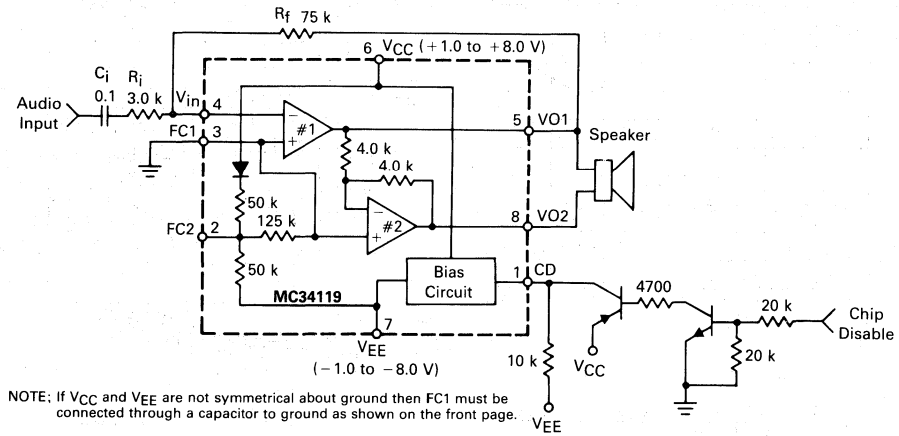 Rf 75 k
6 VCC (+1.0 to +8.0 V)
Ci
0.1
Ri
3.0 k
Vin
4
Audio
Input
FC1
3
−
+
#1
5
VO1
Speaker
4.0 k
4.0 k
50 k
125 k
FC2
2
−
+
#2
8
VO2
50 k
MC34119
Bias
Circuit
1
CD
4700
20 k
Chip
Disable
7
VEE
(−1.0 to −8.0 V)
10 k
VCC
20 k
VEE
NOTE; If VCC and VEE are not symmetrical about ground then FC1 must be
connected through a capacitor to ground as shown on the front page.